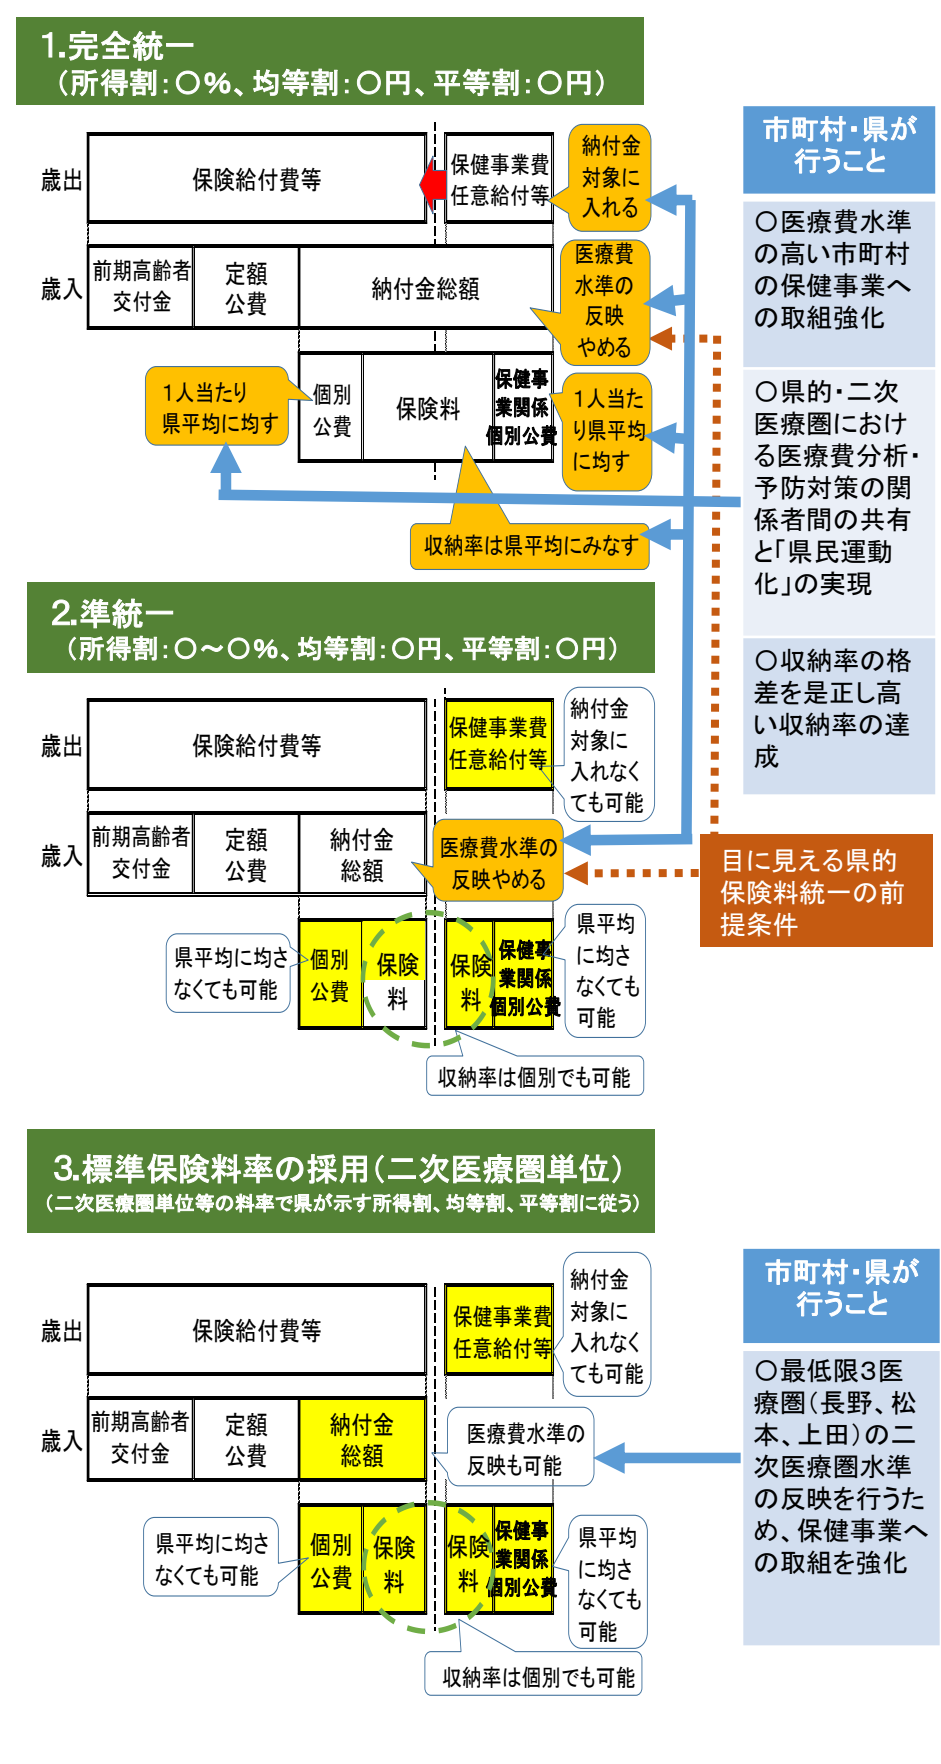 1.完全統一
（所得割：〇％、均等割：〇円、平等割：〇円）
歳出
保険給付費等
保健事業費
任意給付等
納付金
対象に
入れる
歳入
前期高齢者
交付金
定額
公費
納付金総額
医療費
水準の
反映
やめる
1人当たり
県平均に均す
個別
公費
保険料
保健事
業関係
個別公費
1人当た
り県平均
に均す
収納率は県平均にみなす
市町村・県が
行うこと
〇医療費水準
の高い市町村
の保健事業へ
の取組強化
〇県的・二次
医療圏におけ
る医療費分析・
予防対策の関
係者間の共有
と「県民運動
化」の実現
〇収納率の格
差を是正し高
い収納率の達
成
2.準統一
（所得割：〇～〇％、均等割：〇円、平等割：〇円）
歳出
保険給付費等
保健事業費
任意給付等
納付金
対象に
入れなく
ても可能
歳入
前期高齢者
交付金
定額
公費
納付金
総額
医療費水準の
反映やめる
目に見える県的
保険料統一の前
提条件
県平均に均さ
なくても可能
個別
公費
保険
料
保険
料
保健事
業関係
個別公費
県平均
に均さ
なくても
可能
収納率は個別でも可能
3.標準保険料率の採用（二次医療圏単位）
（二次医療圏単位等の料率で県が示す所得割、均等割、平等割に従う）
歳出
保険給付費等
保健事業費
任意給付等
納付金
対象に
入れなく
ても可能
歳入
前期高齢者
交付金
定額
公費
納付金
総額
医療費水準の
反映も可能
県平均に均さ
なくても可能
個別
公費
保険
料
保険
料
保健事
業関係
個別公費
県平均
に均さ
なくても
可能
収納率は個別でも可能
市町村・県が
行うこと
〇最低限3医
療圏（長野、松
本、上田）の二
次医療圏水準
の反映を行うた
め、保健事業へ
の取組を強化